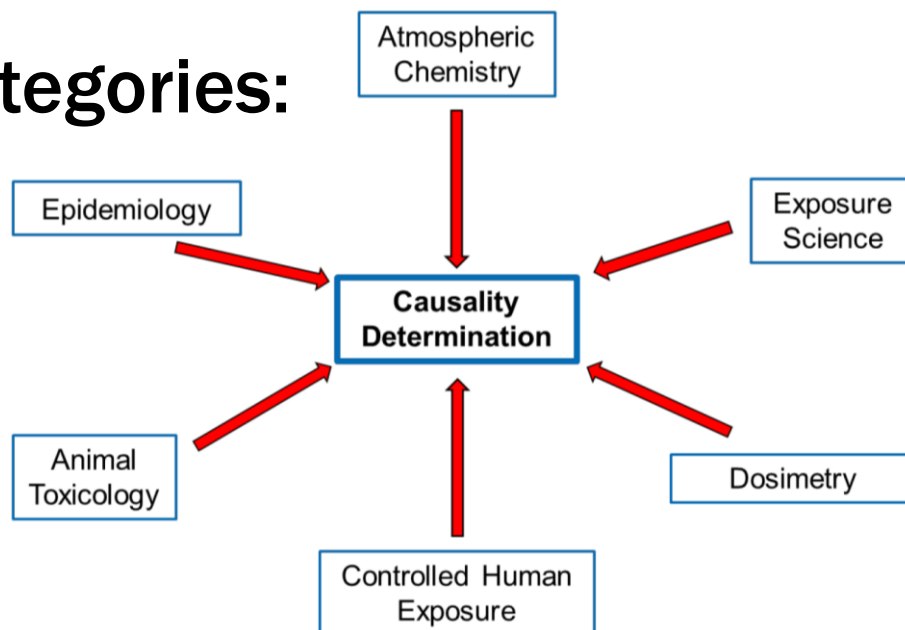 tegories:
Atmospheric
Chemistry
Epidemiology
Exposure
Science
Causality
Determination
Animal
Toxicology
Dosimetry
Controlled Human
Exposure